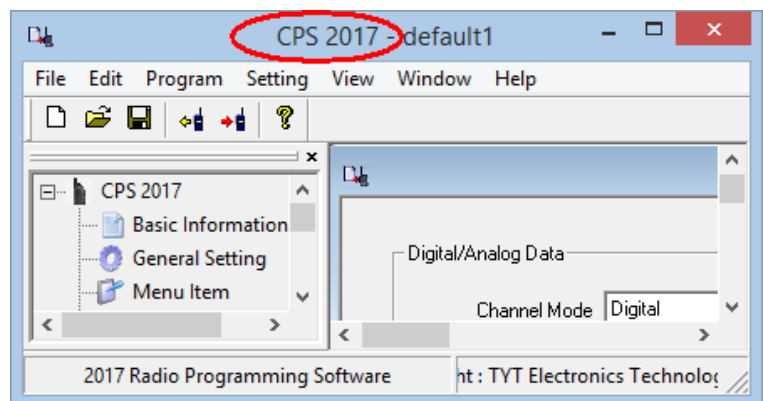 CPS 2017 - default1
File Edit Program Setting View Window Help
CPS 2017
Basic Information
General Setting
Menu Item
Digital/Analog Data
Channel Mode Digital
2017 Radio Programming Software
ht : TYT Electronics Technolog